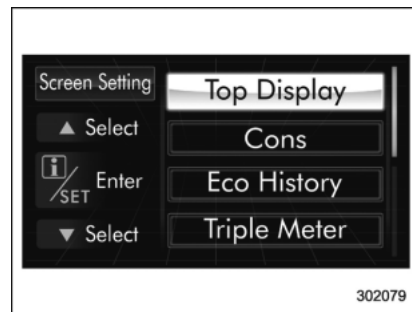 Screen Setting
Top Display
▲ Select
Cons
i/SET Enter
Eco History
▼ Select
Triple Meter
302079